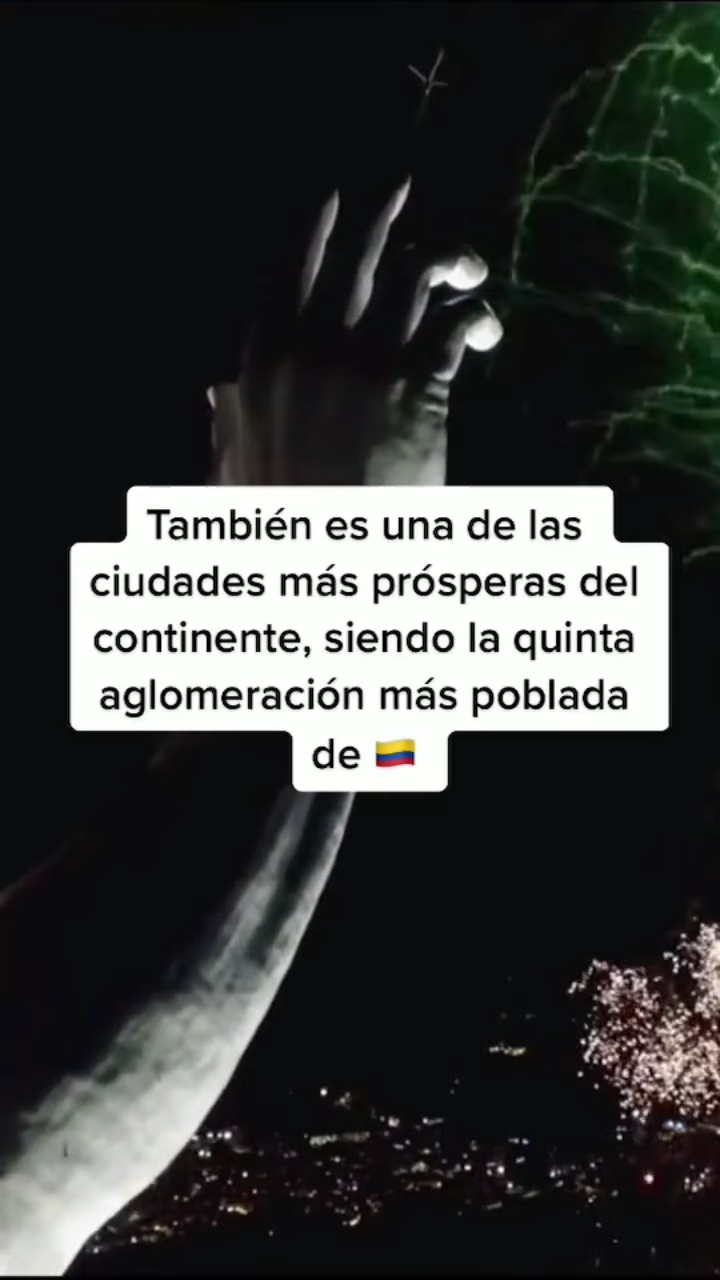 También es una de las
ciudades más prósperas del
continente, siendo la quinta
aglomeración más poblada
de 🇨🇴